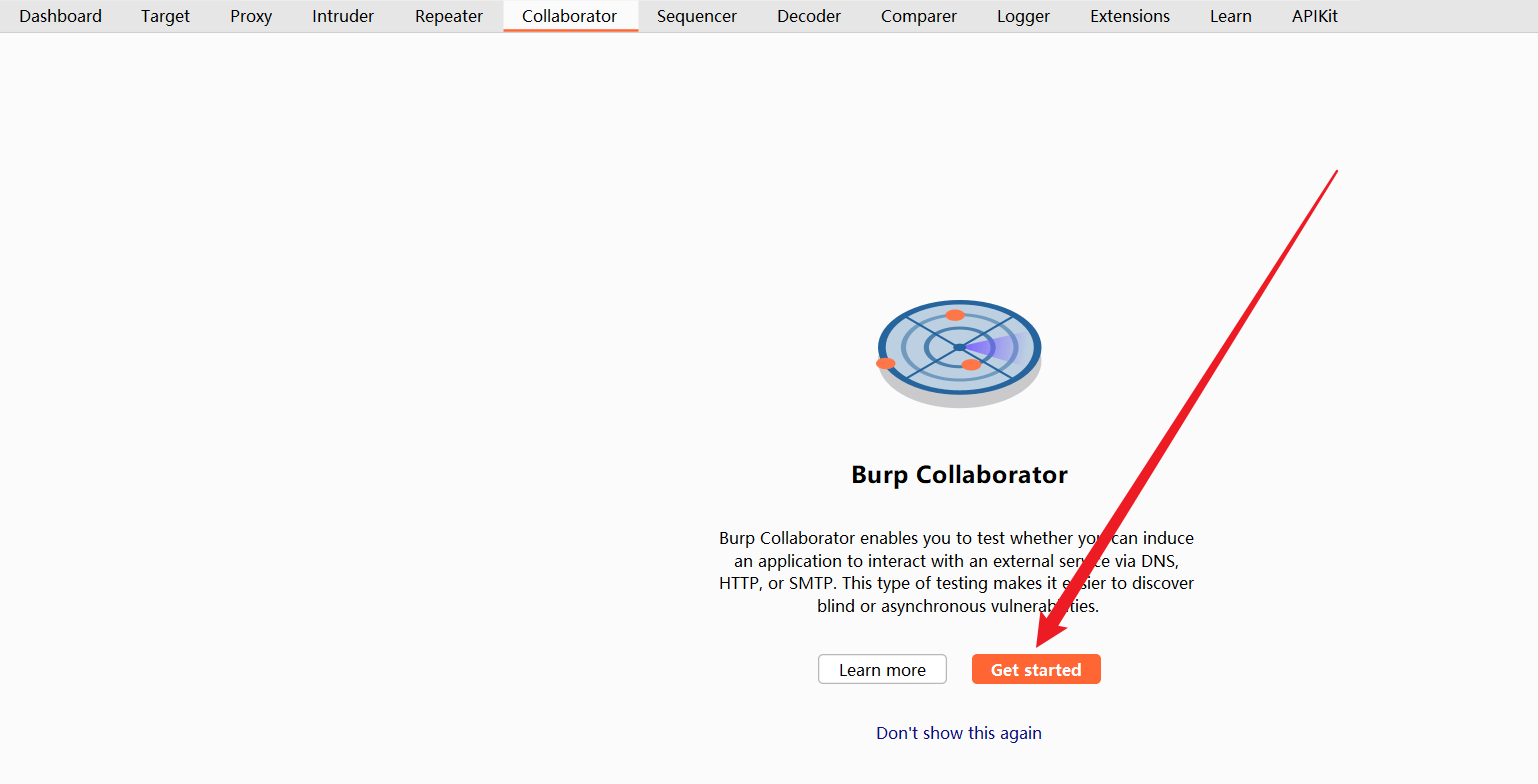 Dashboard Target Proxy Intruder Repeater Collaborator Sequencer Decoder Comparer Logger Extensions Learn APIKit
Burp Collaborator
Burp Collaborator enables you to test whether you can induce
an application to interact with an external service via DNS,
HTTP, or SMTP. This type of testing makes it easier to discover
blind or asynchronous vulnerabilities.
Learn more Get started
Don't show this again